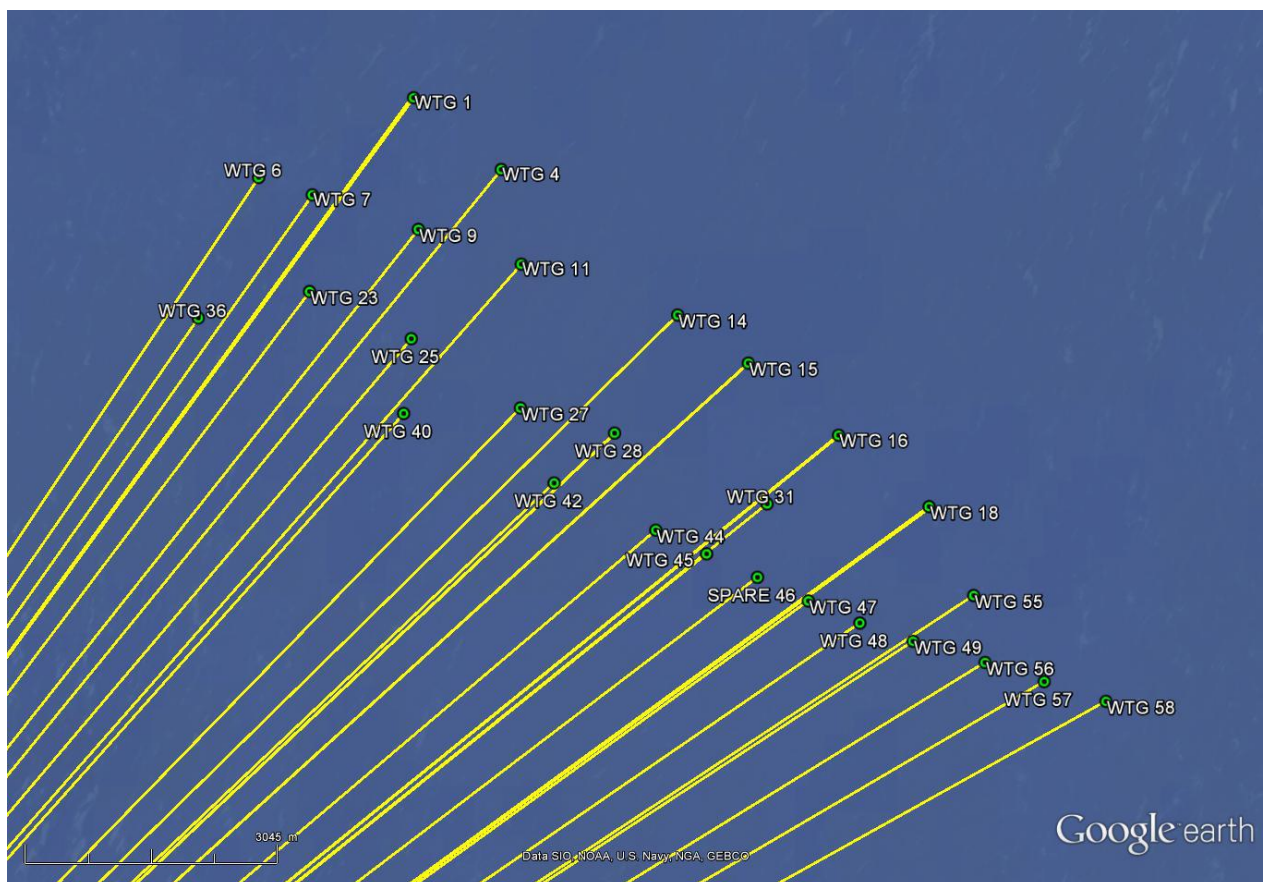 WTG 1
WTG 6
WTG 4
WTG 7
WTG 9
WTG 11
WTG 23
WTG 36
WTG 14
WTG 25
WTG 15
WTG 27
WTG 40
WTG 28
WTG 16
WTG 42
WTG 31
WTG 18
WTG 44
WTG 45
SPARE 46
WTG 55
WTG 47
WTG 48
WTG 49
WTG 56
WTG 57
WTG 58
3045 m
Data SIO, NOAA, U.S. Navy, NGA, GEBCO
Google earth